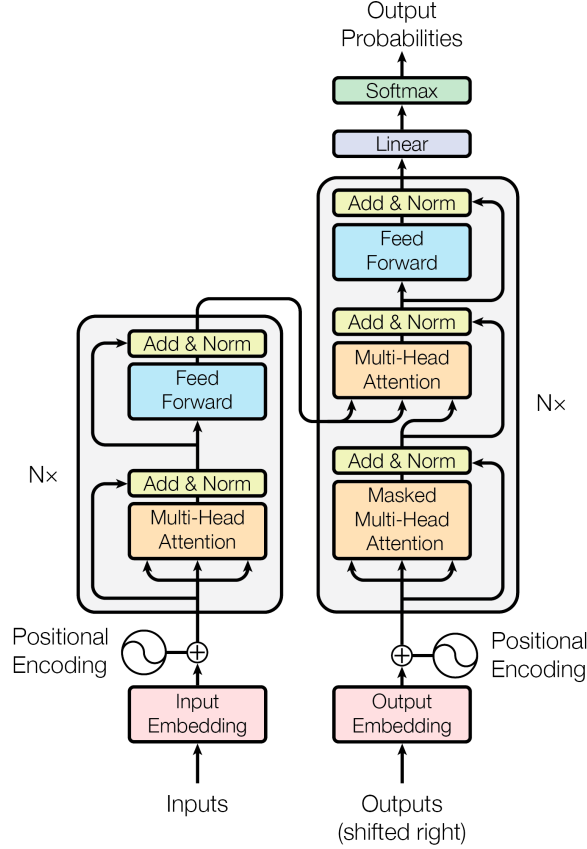 Output
Probabilities
Softmax
Linear
Add & Norm
Feed
Forward
Add & Norm
Multi-Head
Attention
Add & Norm
Masked
Multi-Head
Attention
N×
Add & Norm
Feed
Forward
Add & Norm
Multi-Head
Attention
N×
Positional
Encoding
Positional
Encoding
Input
Embedding
Output
Embedding
Inputs
Outputs
(shifted right)